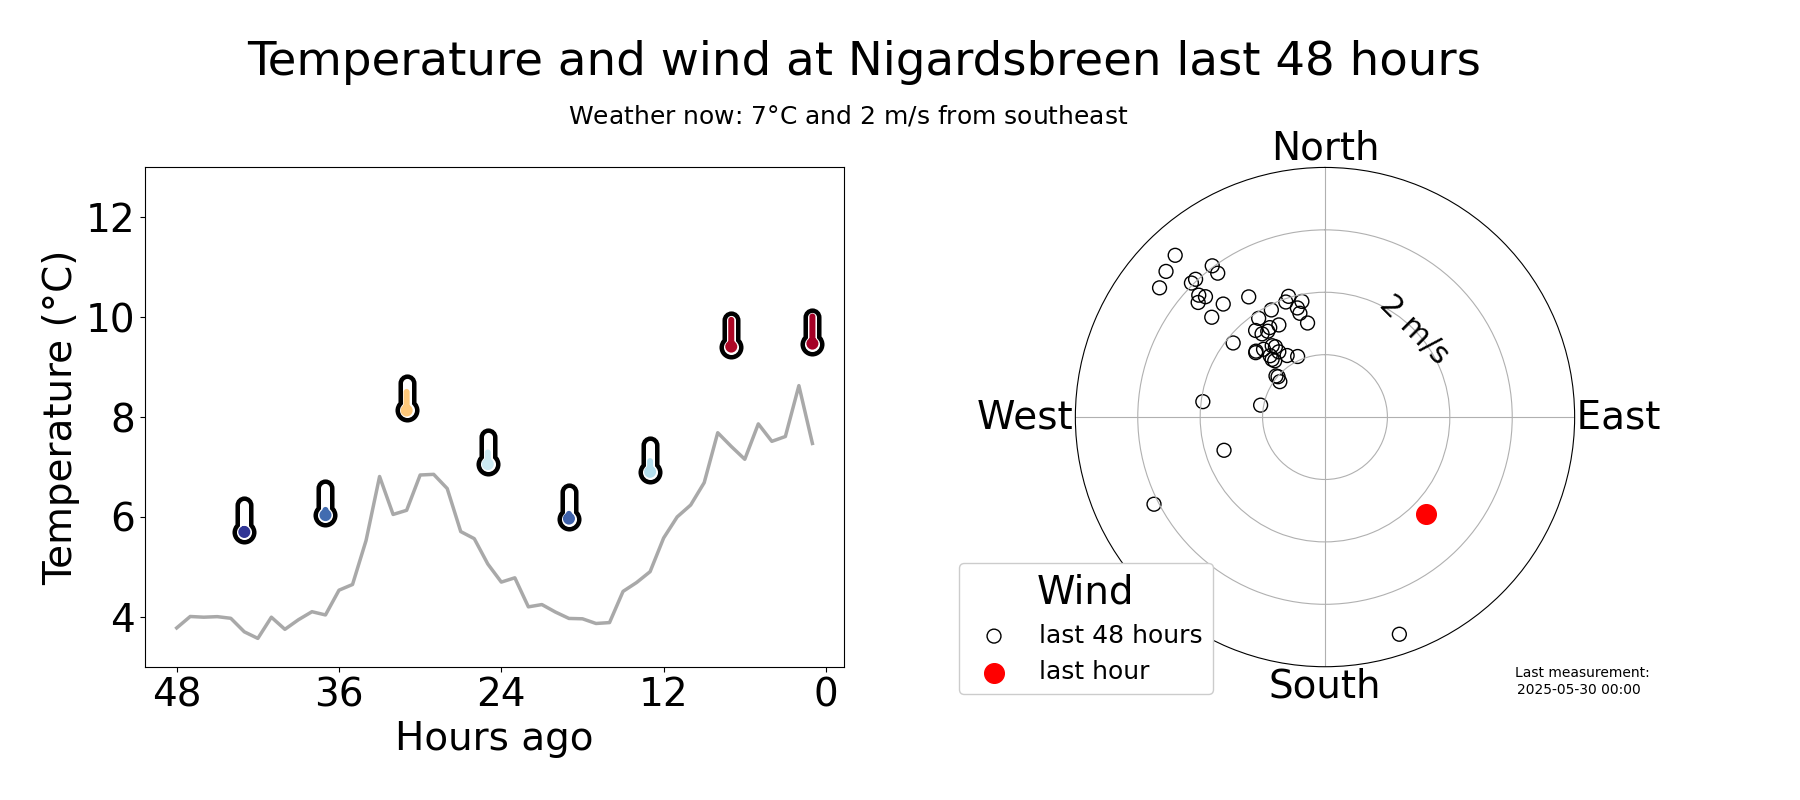 Temperature and wind at Nigardsbreen last 48 hours
Weather now: 7°C and 2 m/s from southeast
Temperature (°C)
12
10
8
6
4
48 36 24 12 0
Hours ago
North
West
East
South
2 m/s
Wind
last 48 hours
last hour
Last measurement:
2025-05-30 00:00